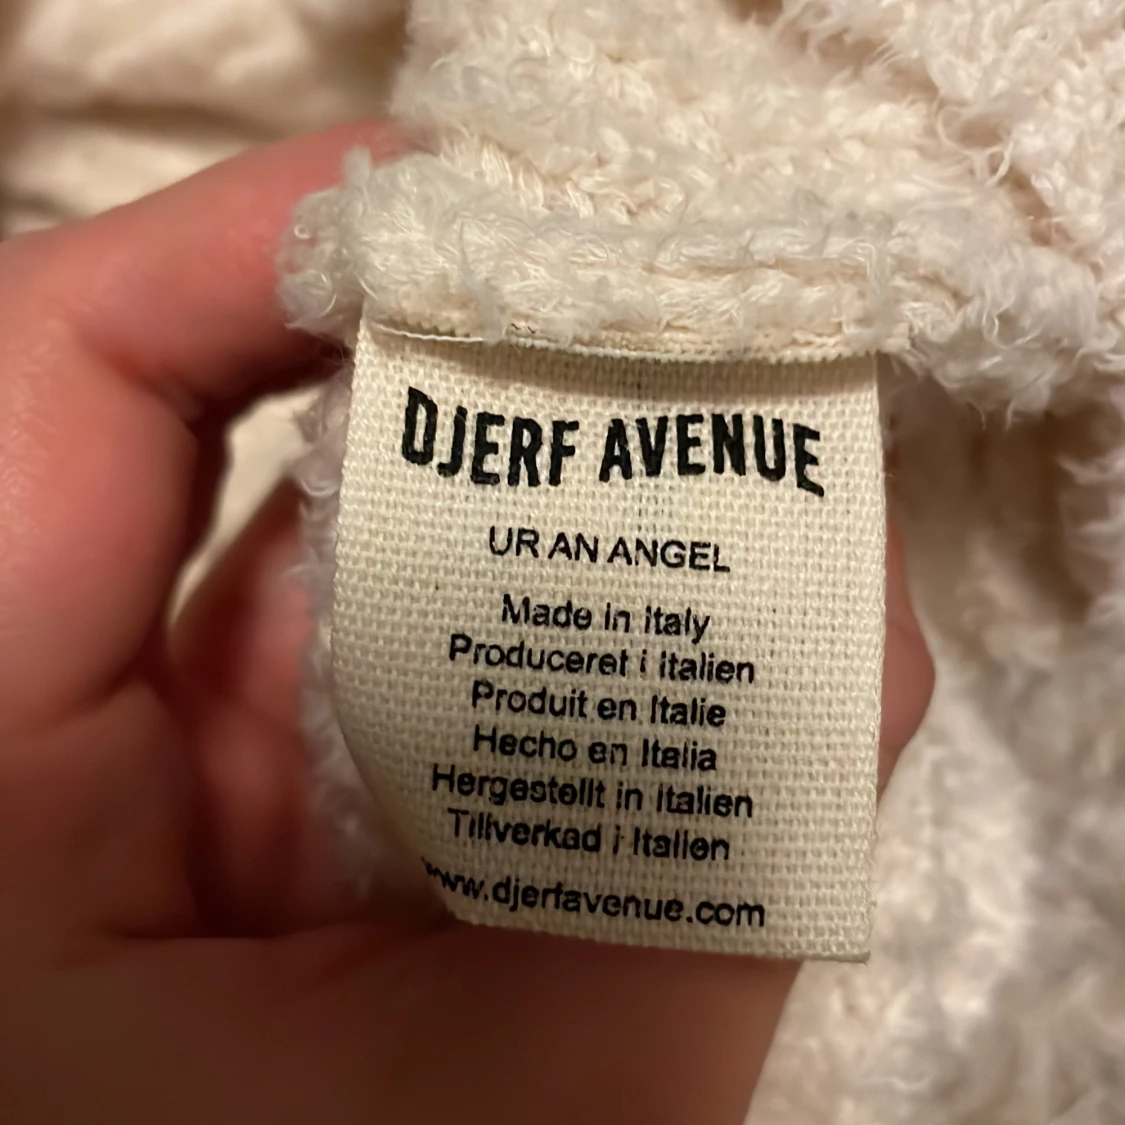 DJERF AVENUE
UR AN ANGEL
Made in Italy
Produceret i Italien
Produit en Italie
Hecho en Italia
Hergestellt in Italien
Tillverkad i Italien
www.djerfavenue.com